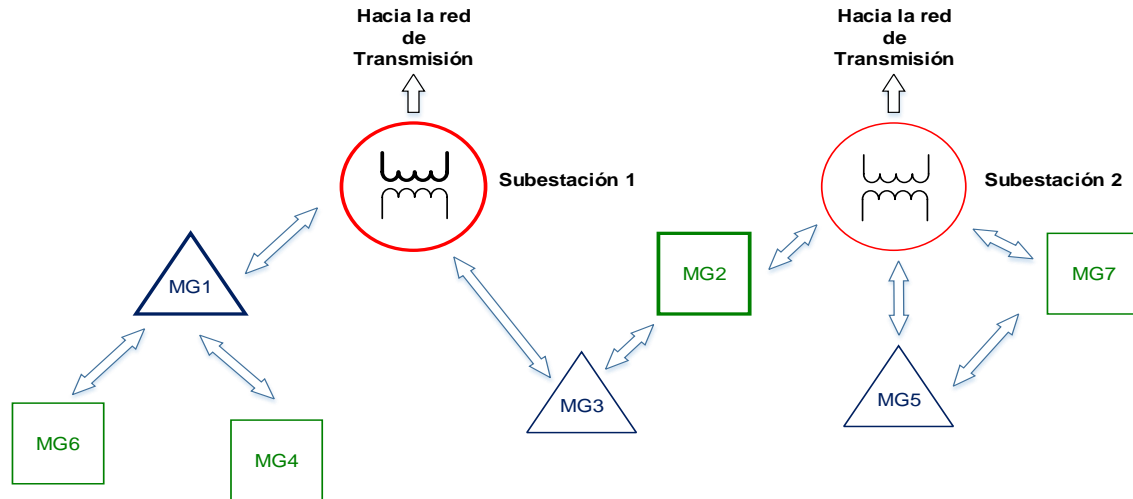 Hacia la red
de
Transmisión
Hacia la red
de
Transmisión
Subestación 1
Subestación 2
MG1
MG2
MG7
MG3
MG5
MG6
MG4